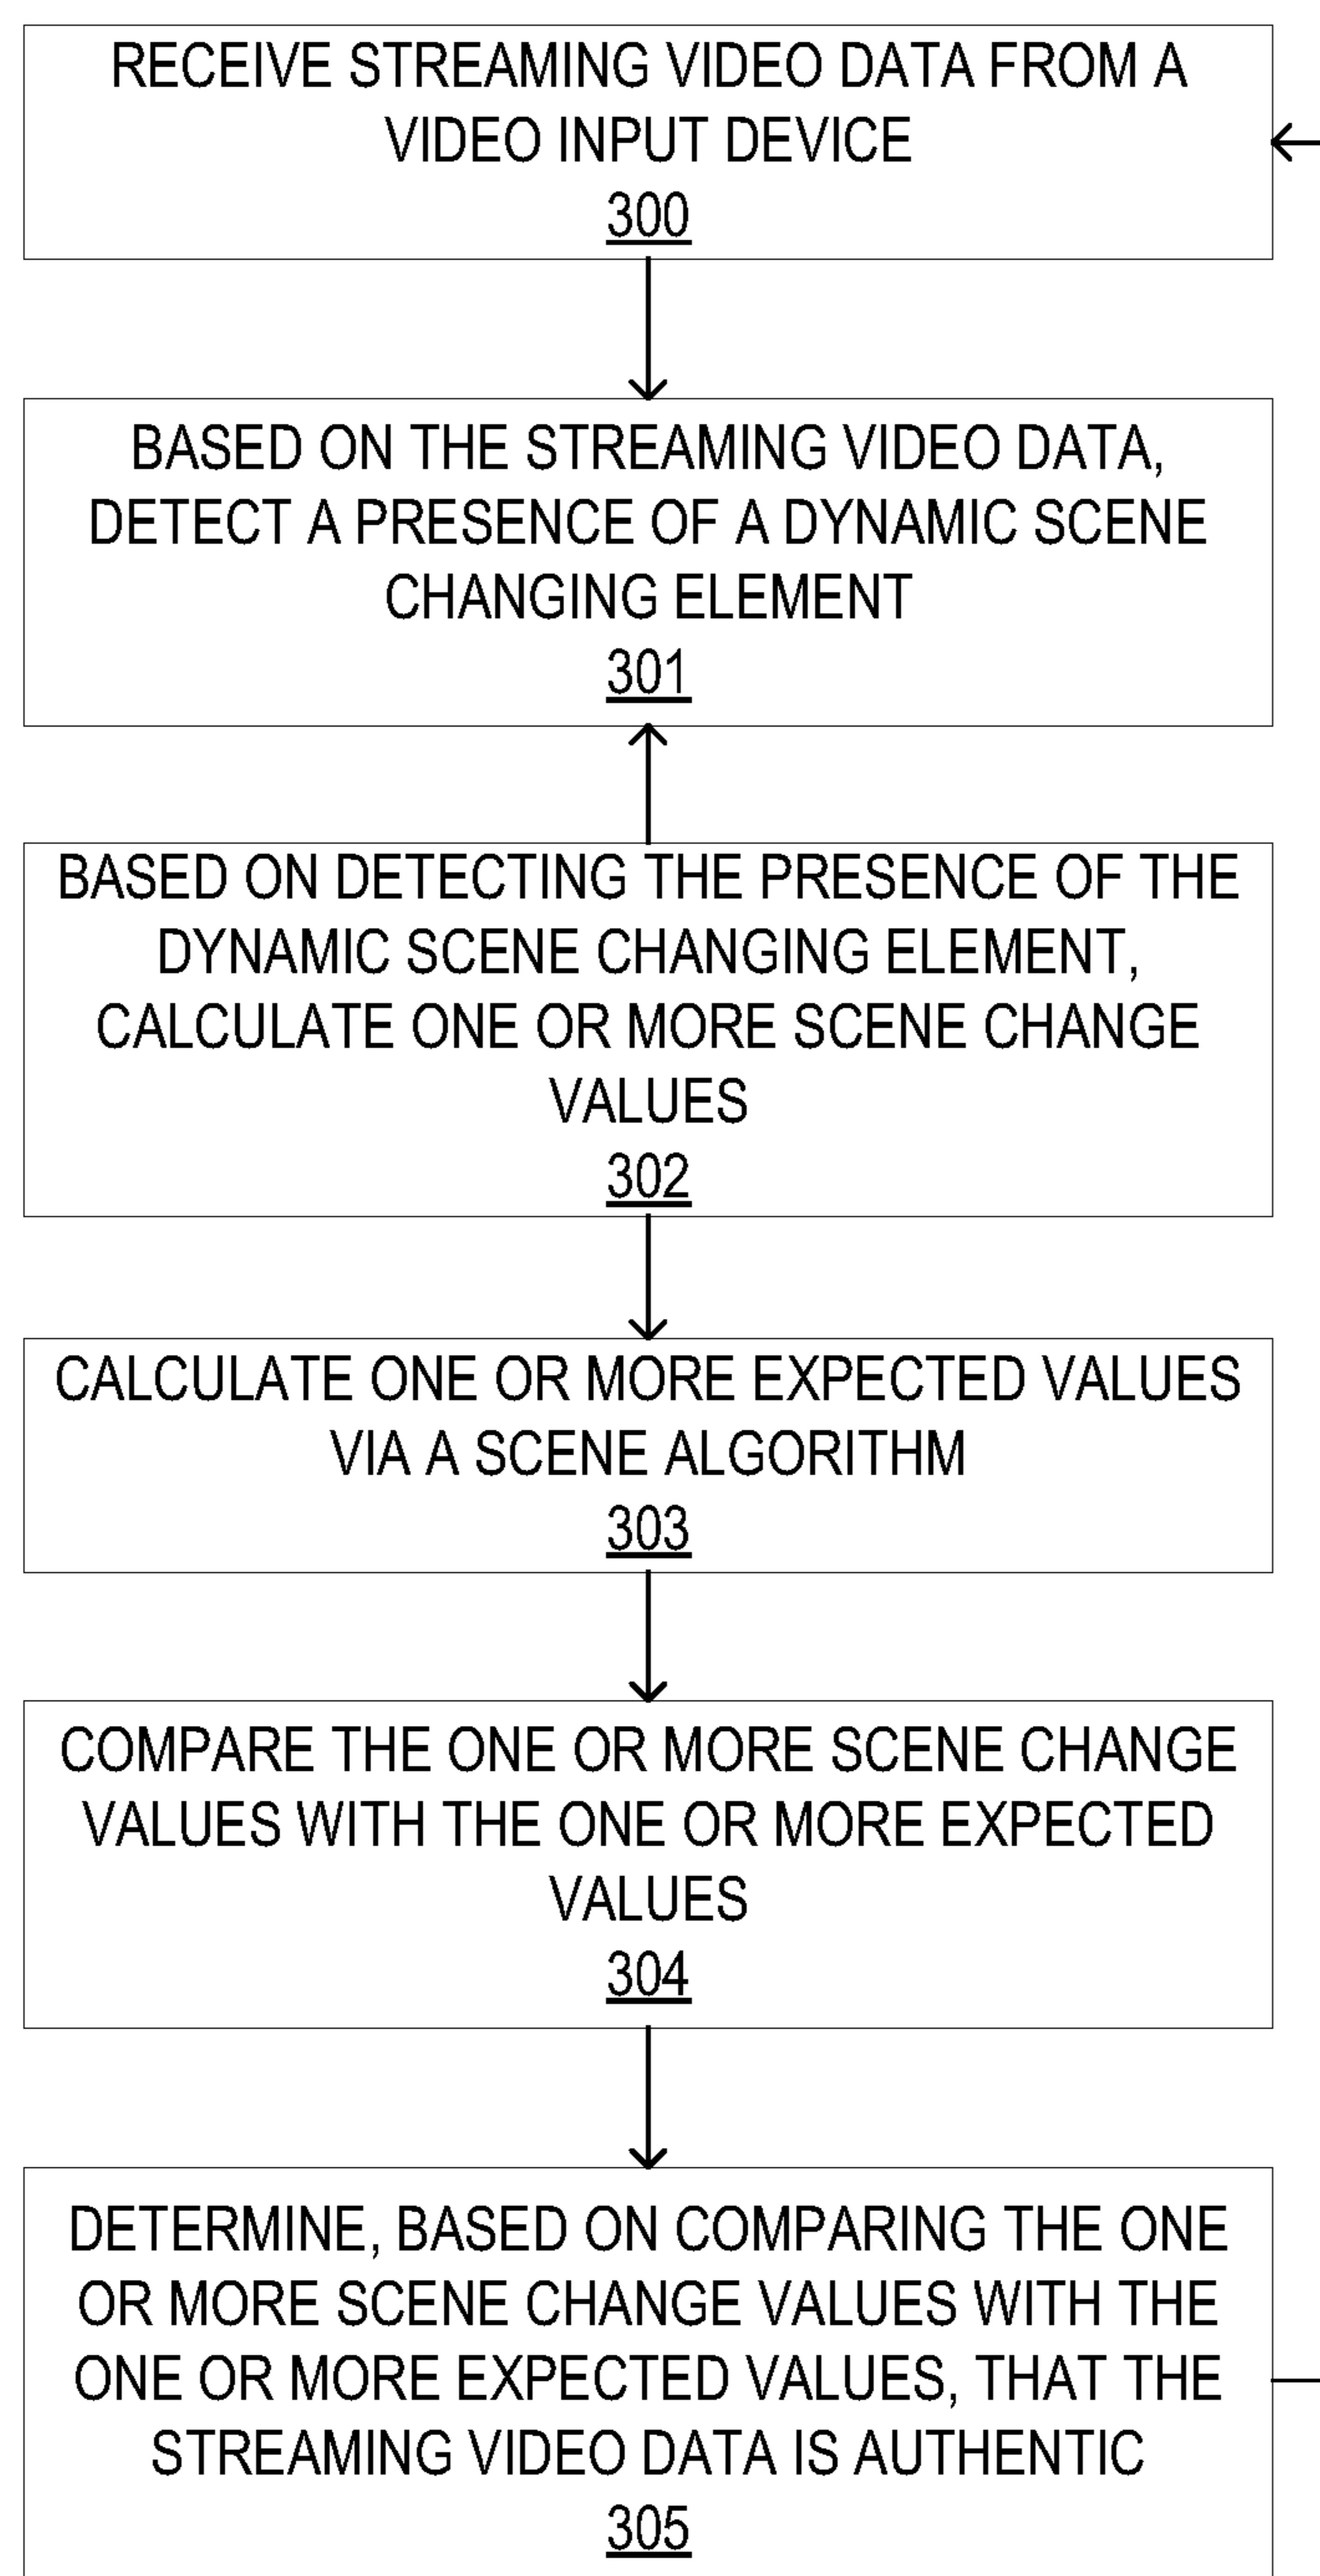 RECEIVE STREAMING VIDEO DATA FROM A
VIDEO INPUT DEVICE
300
BASED ON THE STREAMING VIDEO DATA,
DETECT A PRESENCE OF A DYNAMIC SCENE
CHANGING ELEMENT
301
BASED ON DETECTING THE PRESENCE OF THE
DYNAMIC SCENE CHANGING ELEMENT,
CALCULATE ONE OR MORE SCENE CHANGE
VALUES
302
CALCULATE ONE OR MORE EXPECTED VALUES
VIA A SCENE ALGORITHM
303
COMPARE THE ONE OR MORE SCENE CHANGE
VALUES WITH THE ONE OR MORE EXPECTED
VALUES
304
DETERMINE, BASED ON COMPARING THE ONE
OR MORE SCENE CHANGE VALUES WITH THE
ONE OR MORE EXPECTED VALUES, THAT THE
STREAMING VIDEO DATA IS AUTHENTIC
305